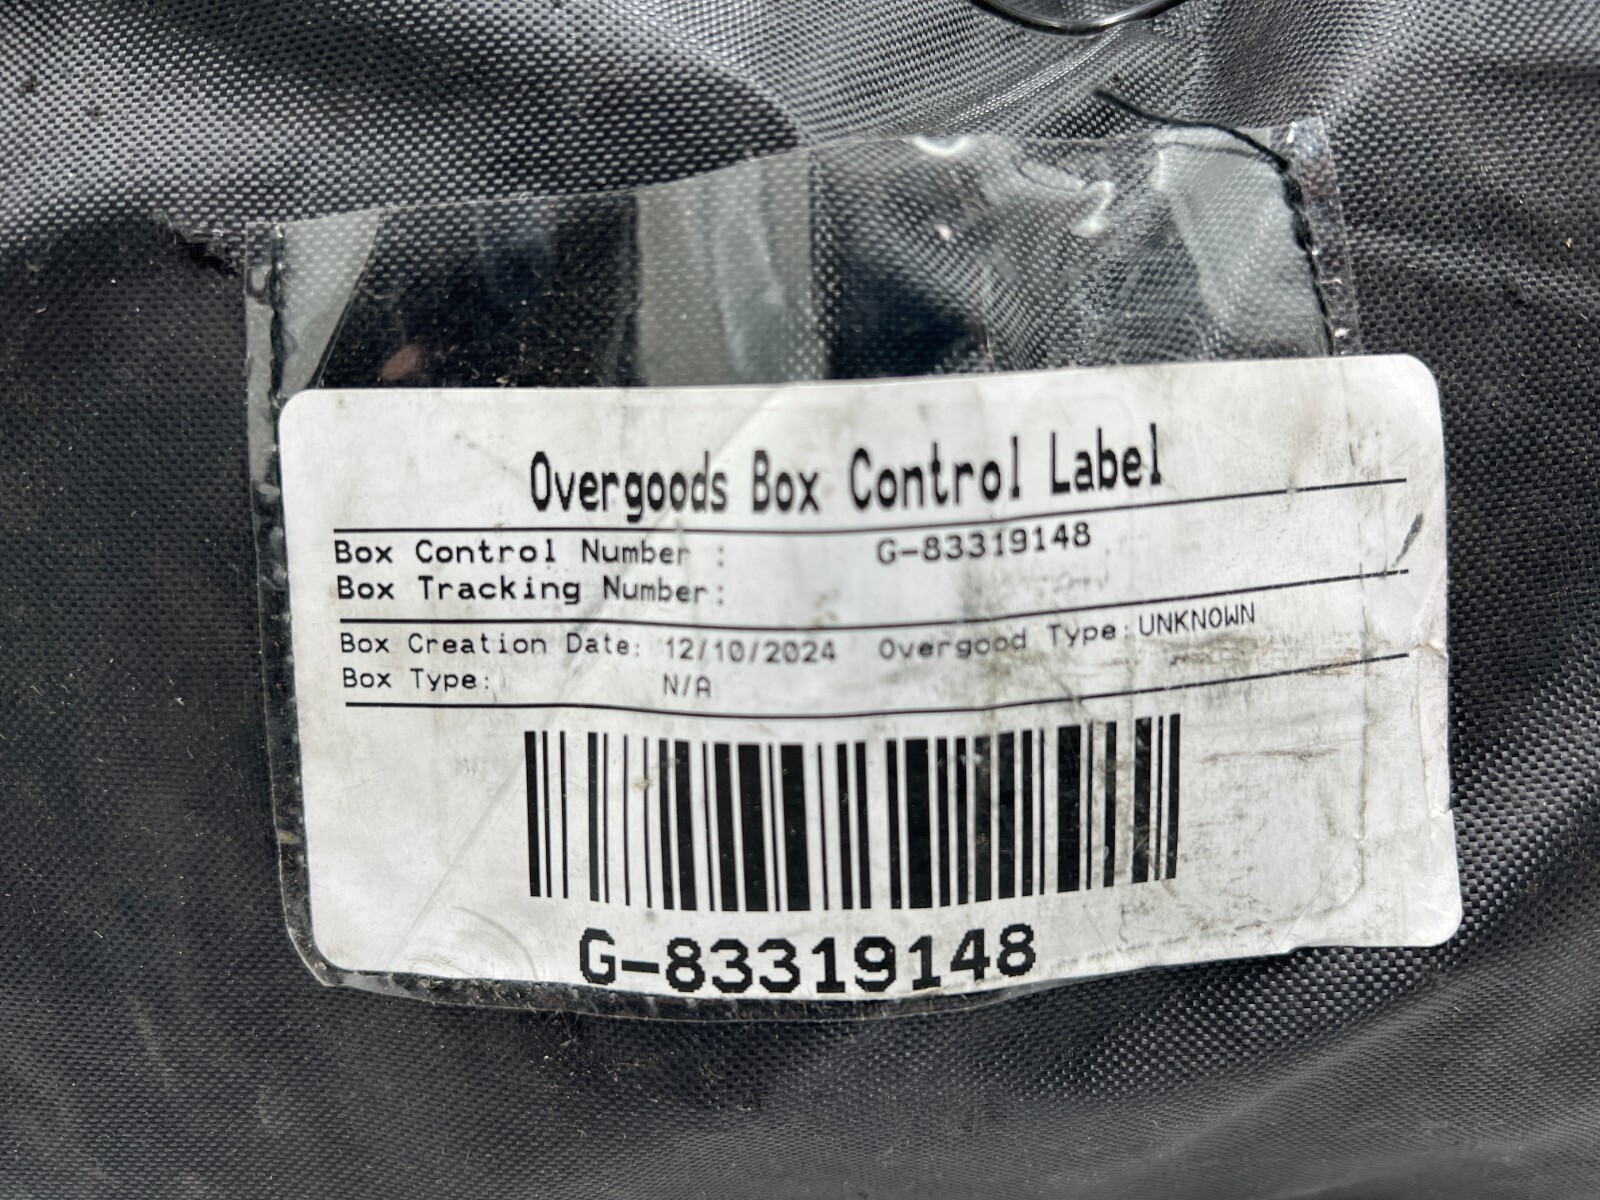 Overgoods Box Control Label
Box Control Number : G-83319148
Box Tracking Number:
Box Creation Date: 12/10/2024 Overgood Type: UNKNOWN
Box Type: N/A
G-83319148